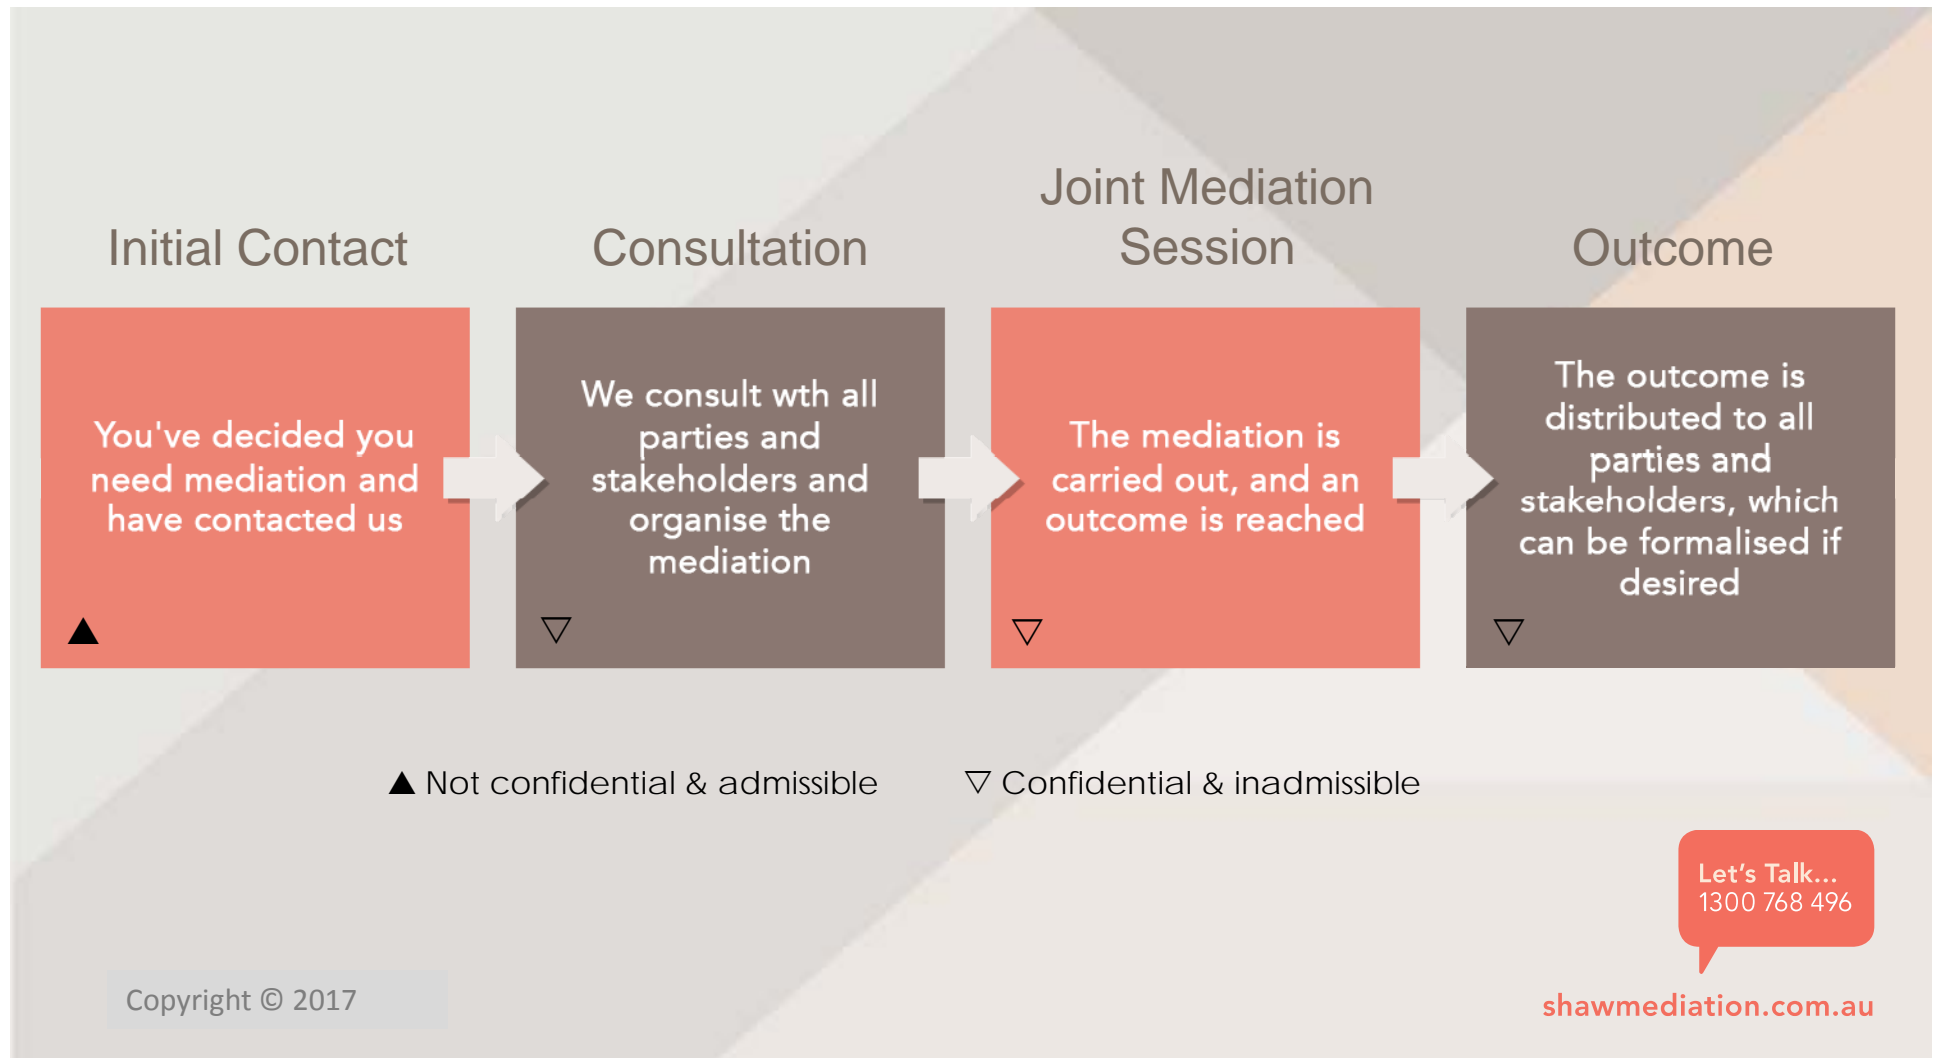 Initial Contact
You've decided you
need mediation and
have contacted us
▲
Consultation
We consult wth all
parties and
stakeholders and
organise the
mediation
▽
Joint Mediation
Session
The mediation is
carried out, and an
outcome is reached
▽
Outcome
The outcome is
distributed to all
parties and
stakeholders, which
can be formalised if
desired
▽
▲ Not confidential & admissible
▽ Confidential & inadmissible
Let's Talk...
1300 768 496
Copyright © 2017
shawmediation.com.au